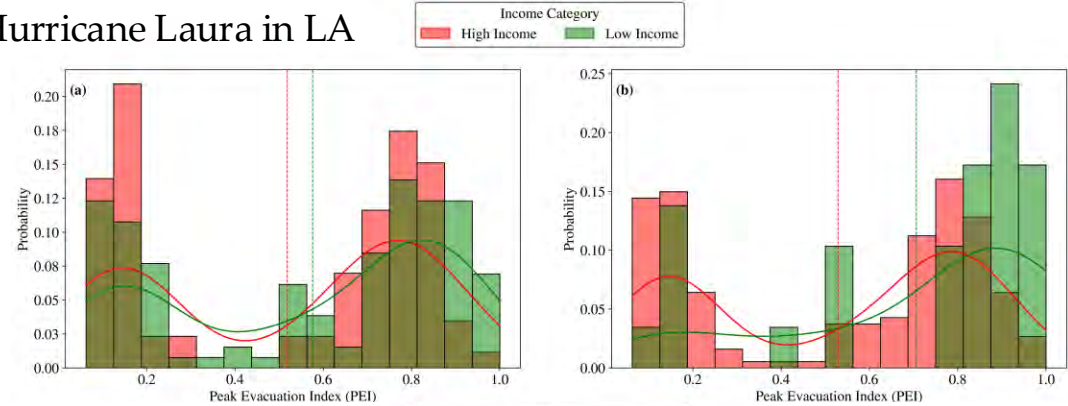 Hurricane Laura in LA
Income Category
High Income Low Income
(a)
0.20
0.18
0.15
0.12
0.10
0.08
0.05
0.03
0.00
Probability
0.2 0.4 0.6 0.8 1.0
Peak Evacuation Index (PEI)
(b)
0.25
0.20
0.15
0.10
0.05
0.00
Probability
0.2 0.4 0.6 0.8 1.0
Peak Evacuation Index (PEI)